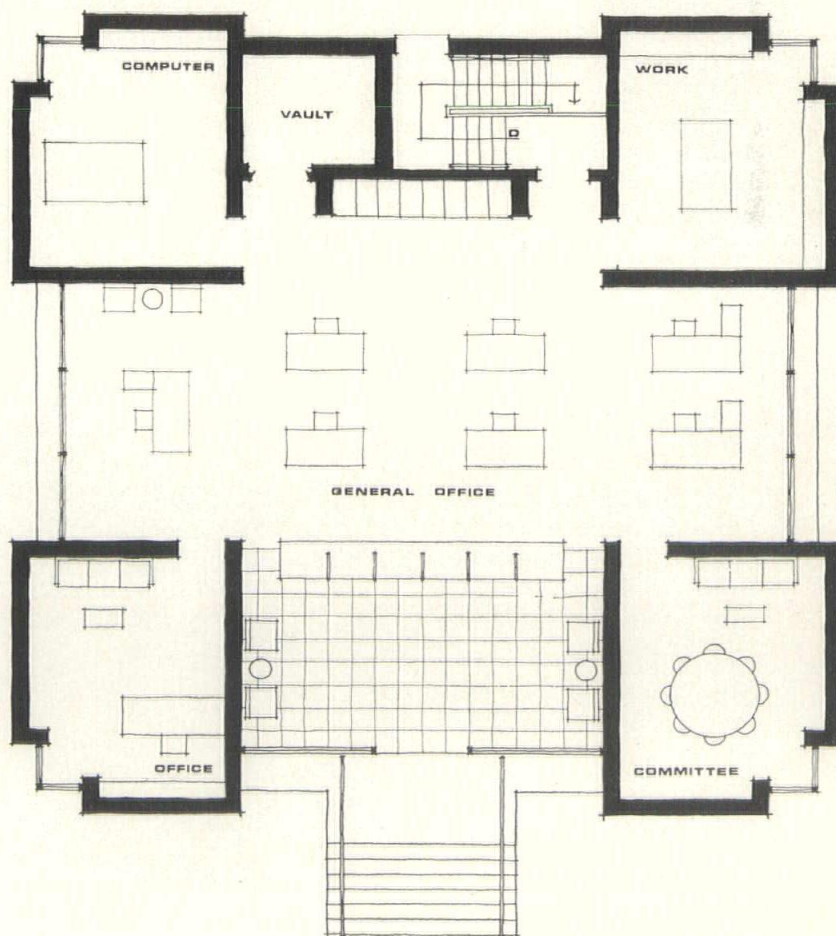 COMPUTER
WORK
VAULT
D
GENERAL OFFICE
OFFICE
COMMITTEE